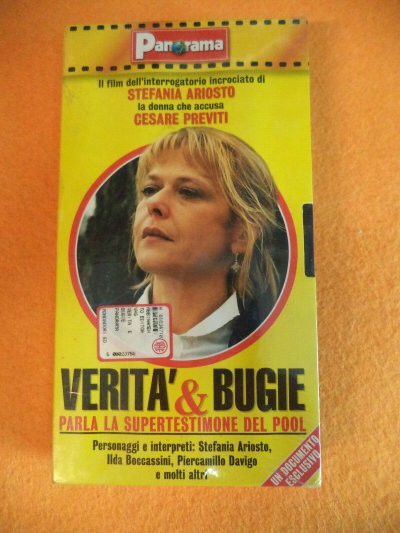 Panorama
Il film dell'interrogatorio incrociato di
STEFANIA ARIOSTO
la donna che accusa
CESARE PREVITI
VERITA' & BUGIE
PARLA LA SUPERTESTIMONE DEL POOL
Personaggi e interpreti: Stefania Ariosto,
Ilda Boccassini, Piercamillo Davigo
e molti altri
UN DOCUMENTO
ESCLUSIVO